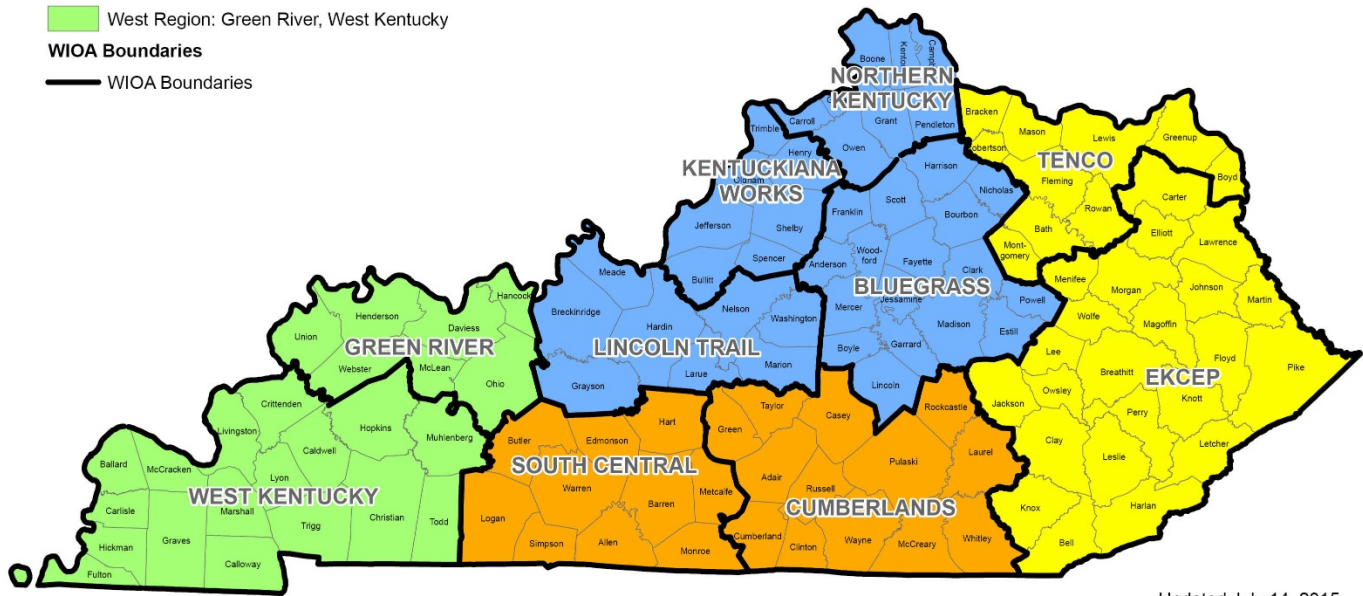 West Region: Green River, West Kentucky
WIOA Boundaries
WIOA Boundaries
Boone
NORTHERN
KENTUCKY
Carroll
Grant
Pendleton
Owen
Bracken
Mason
Lewis
Greenup
Robertson
TENCO
Boyd
Fleming
Rowan
Bath
Mont-
gomery
Trimble
Henry
KENTUCKIANA
WORKS
Oldham
Jefferson
Shelby
Spencer
Bullitt
Harrison
Nicholas
Scott
Franklin
Bourbon
Wood-
ford
Anderson
Fayette
Clark
BLUEGRASS
Jessamine
Powell
Mercer
Madison
Estill
Boyle
Garrard
Lincoln
Carter
Elliott
Lawrence
Menifee
Morgan
Johnson
Martin
Wolfe
Magoffin
Lee
Floyd
Pike
Breathitt
EKCEP
Owsley
Knott
Jackson
Perry
Clay
Letcher
Leslie
Knox
Harlan
Bell
Meade
Breckinridge
Nelson
Hardin
Washington
LINCOLN TRAIL
Grayson
Larue
Marion
Hancock
Henderson
Daviess
Union
GREEN RIVER
Webster
McLean
Ohio
Crittenden
Livingston
Hopkins
Muhlenberg
Caldwell
Ballard
McCracken
Lyon
WEST KENTUCKY
Carlisle
Marshall
Trigg
Christian
Todd
Hickman
Graves
Calloway
Fulton
Butler
Edmonson
Hart
SOUTH CENTRAL
Warren
Barren
Metcalfe
Logan
Simpson
Allen
Monroe
Taylor
Casey
Rockcastle
Green
Laurel
Pulaski
Adair
Russell
CUMBERLANDS
Cumberland
Clinton
Wayne
McCreary
Whitley